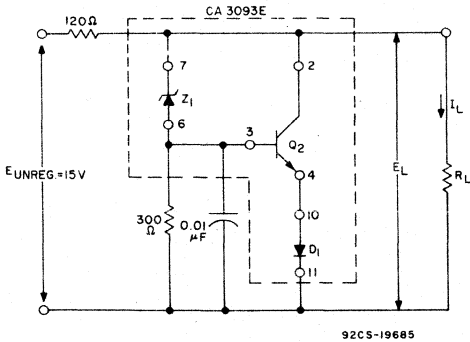 CA 3093E
120Ω
7
2
Z1
6
3
Q2
4
10
D1
11
EUNREG.=15V
300
Ω
0.01
μF
EL
IL
RL
92CS-19685